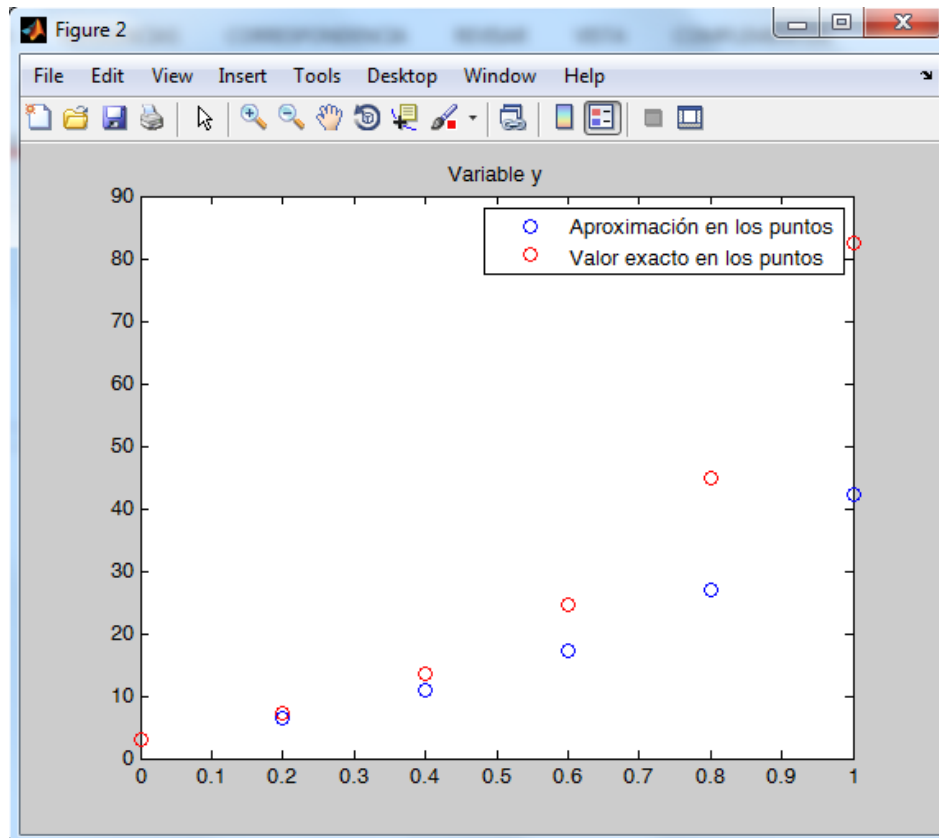 Figure 2
File Edit View Insert Tools Desktop Window Help
Variable y
Aproximación en los puntos
Valor exacto en los puntos
90
80
70
60
50
40
30
20
10
0
0 0.1 0.2 0.3 0.4 0.5 0.6 0.7 0.8 0.9 1